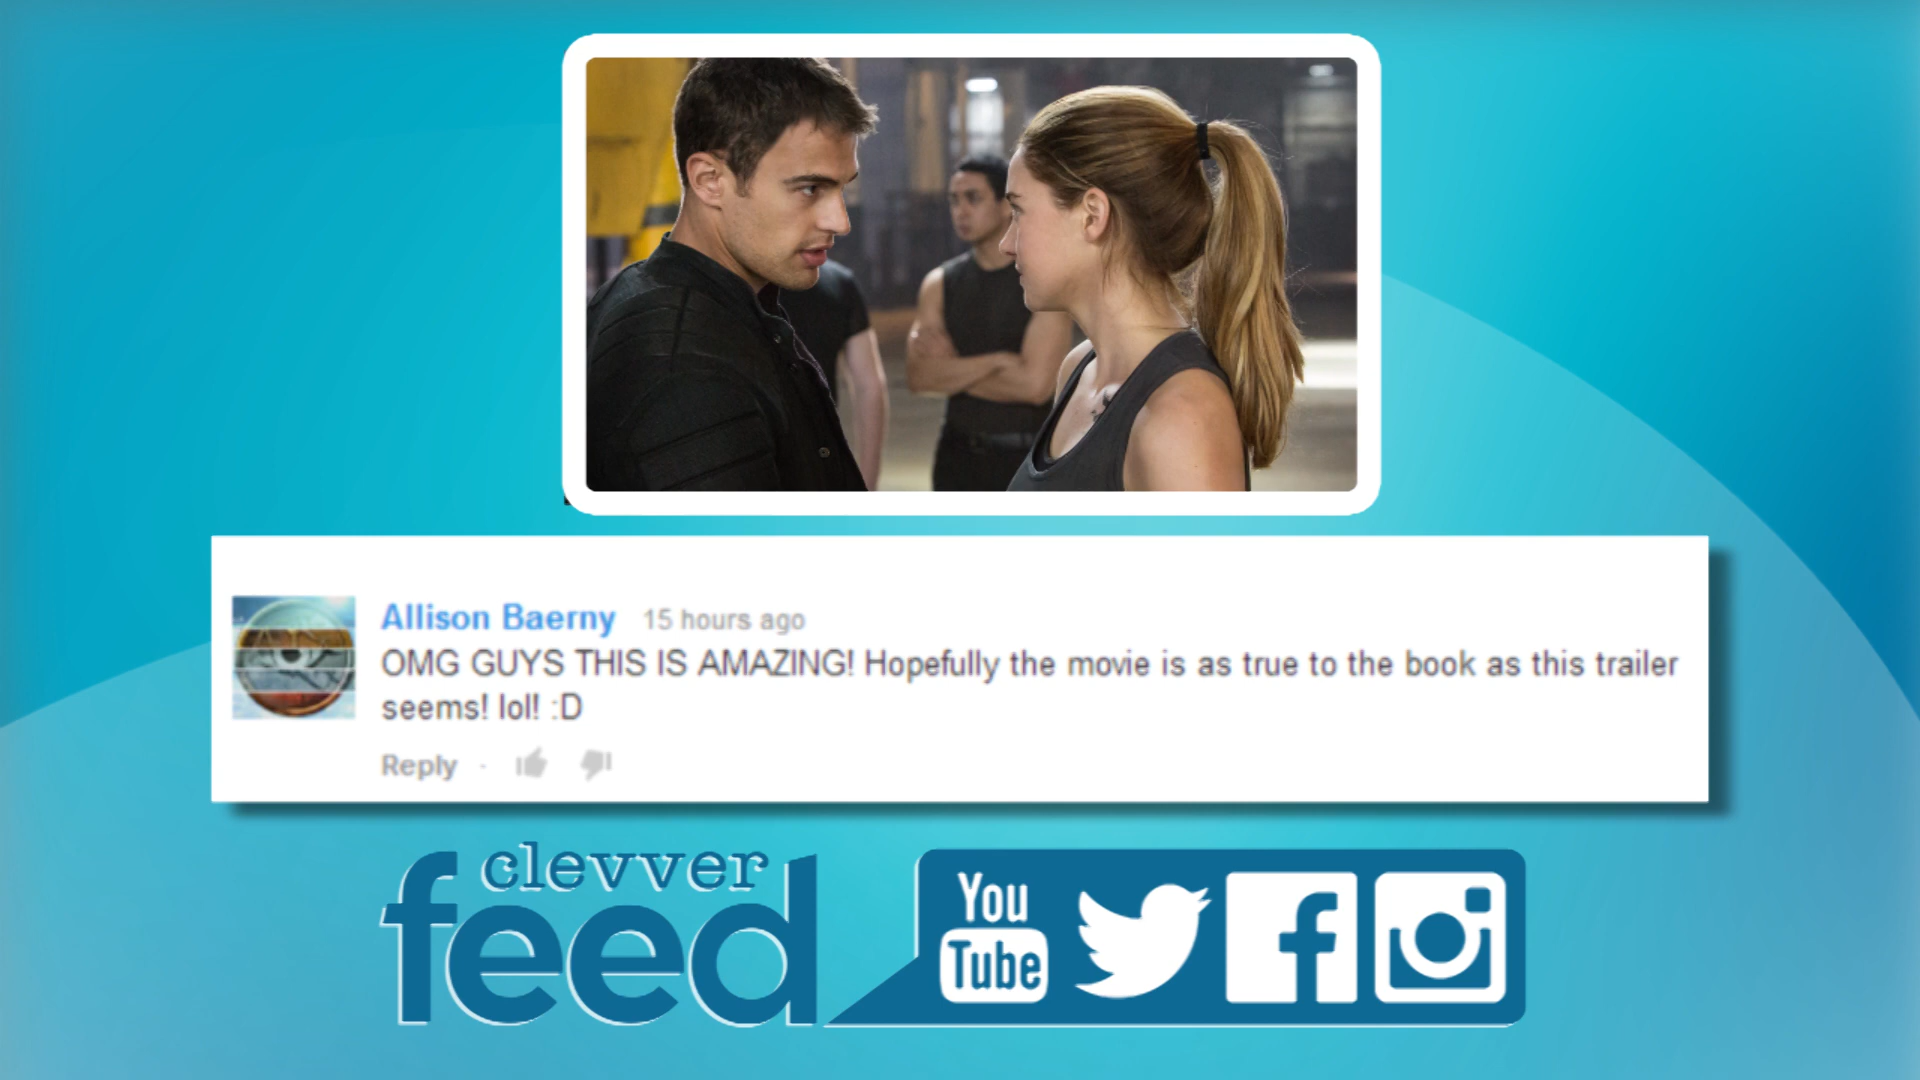 Allison Baerny 15 hours ago
OMG GUYS THIS IS AMAZING! Hopefully the movie is as true to the book as this trailer
seems! lol! :D
Reply ·
clevver
feed
You
Tube